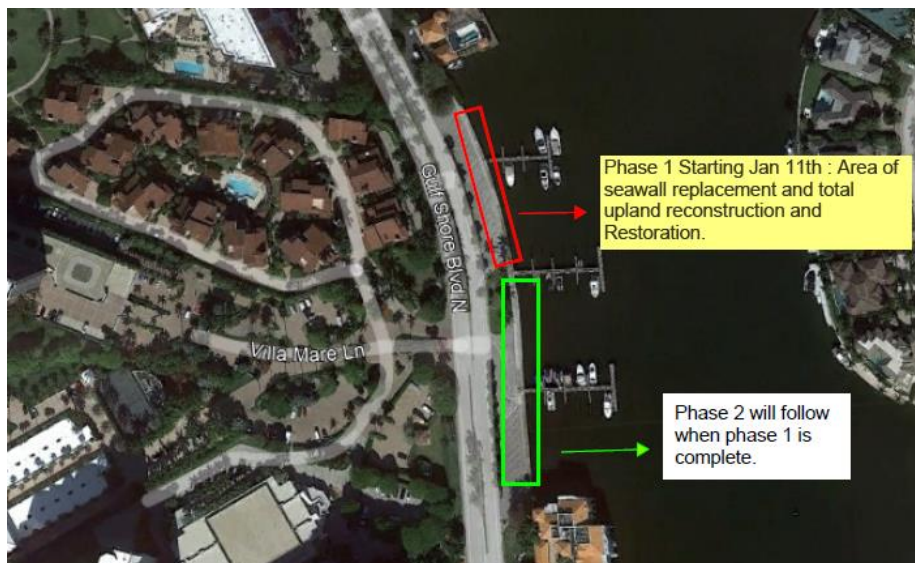 Gulf Shore Blvd N
Phase 1 Starting Jan 11th : Area of
seawall replacement and total
upland reconstruction and
Restoration.
Villa Mare Ln
Phase 2 will follow
when phase 1 is
complete.